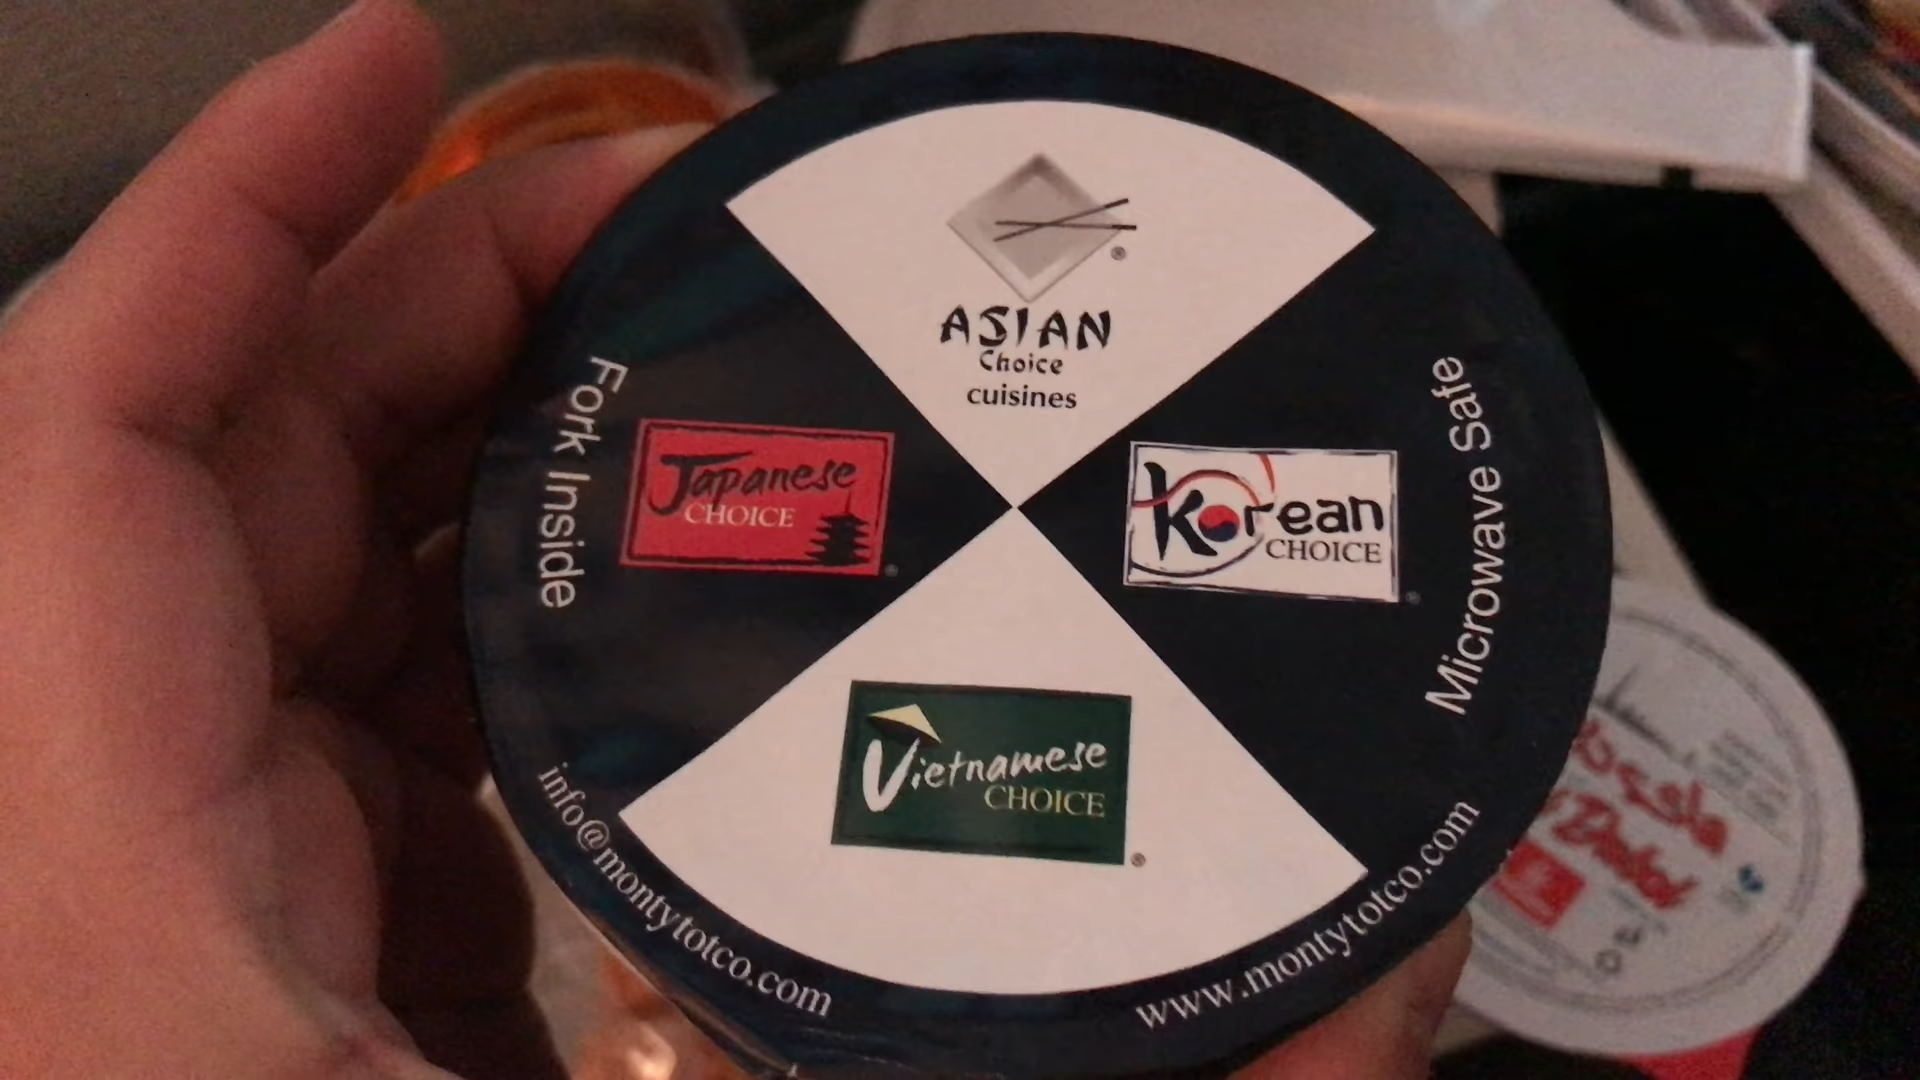 ASIAN
Choice
cuisines
Fork Inside
Japanese
CHOICE
Korean
CHOICE
Microwave Safe
Vietnamese
CHOICE
info@montytotco.com
www.montytotco.com